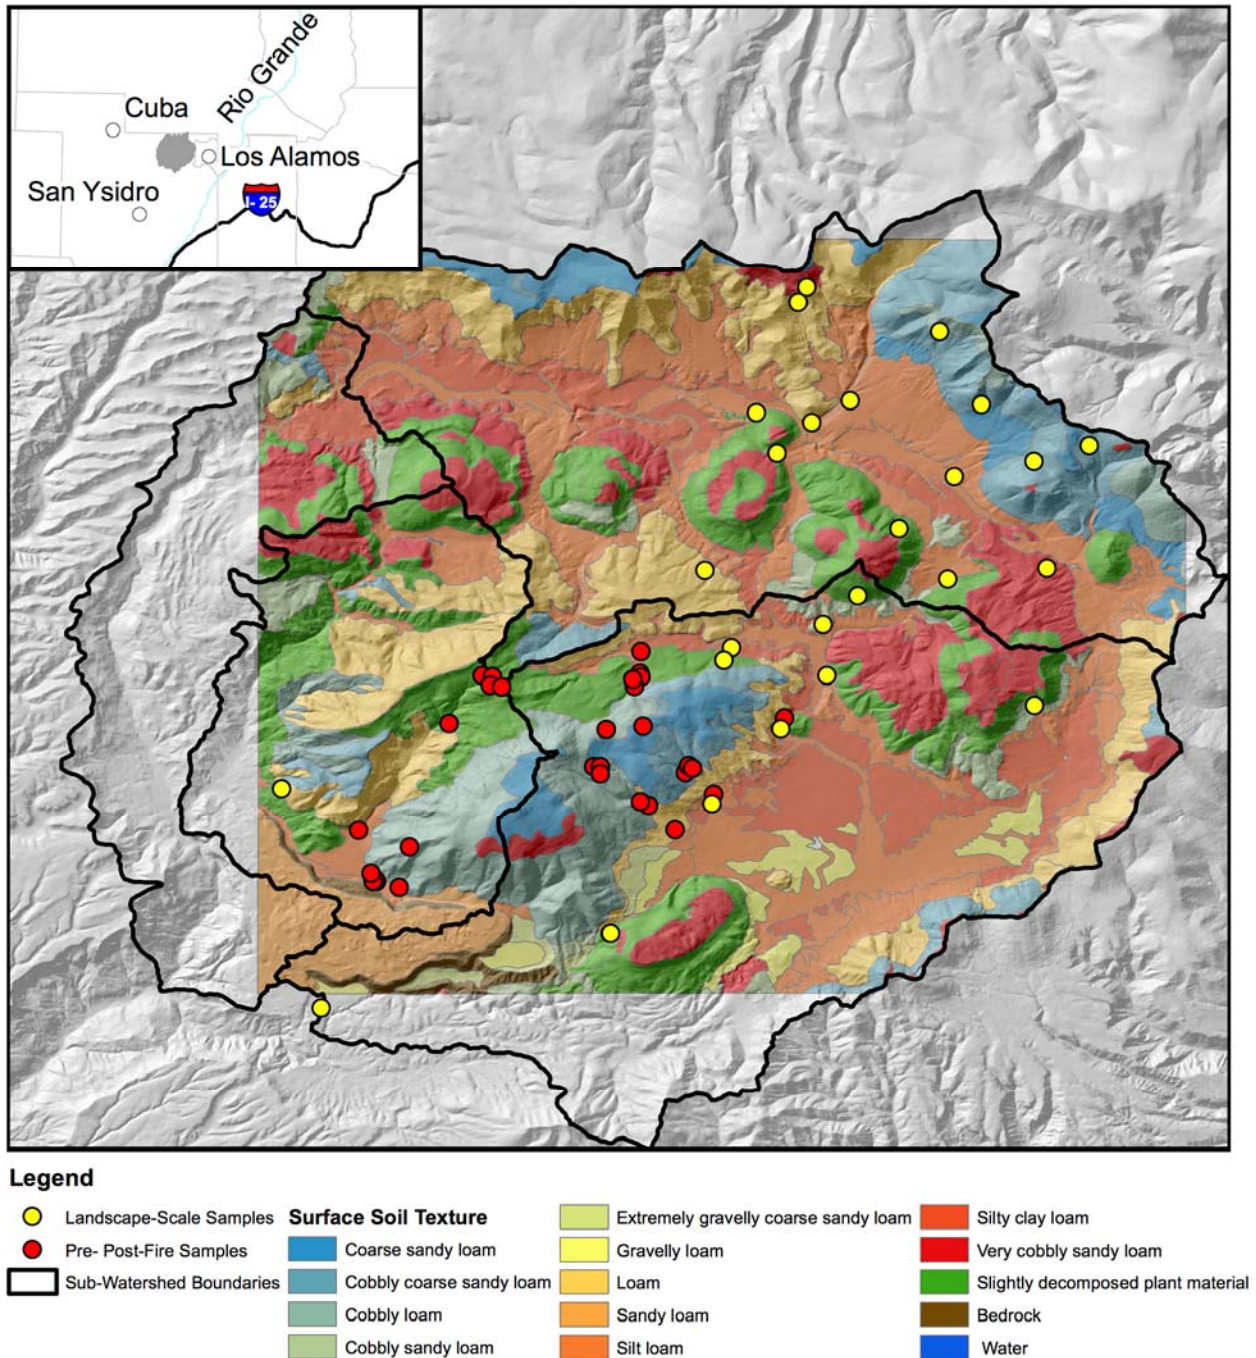 Cuba
Rio Grande
Los Alamos
San Ysidro
I- 25
Legend
Landscape-Scale Samples
Pre- Post-Fire Samples
Sub-Watershed Boundaries
Surface Soil Texture
Coarse sandy loam
Cobbly coarse sandy loam
Cobbly loam
Cobbly sandy loam
Extremely gravelly coarse sandy loam
Gravelly loam
Loam
Sandy loam
Silt loam
Silty clay loam
Very cobbly sandy loam
Slightly decomposed plant material
Bedrock
Water